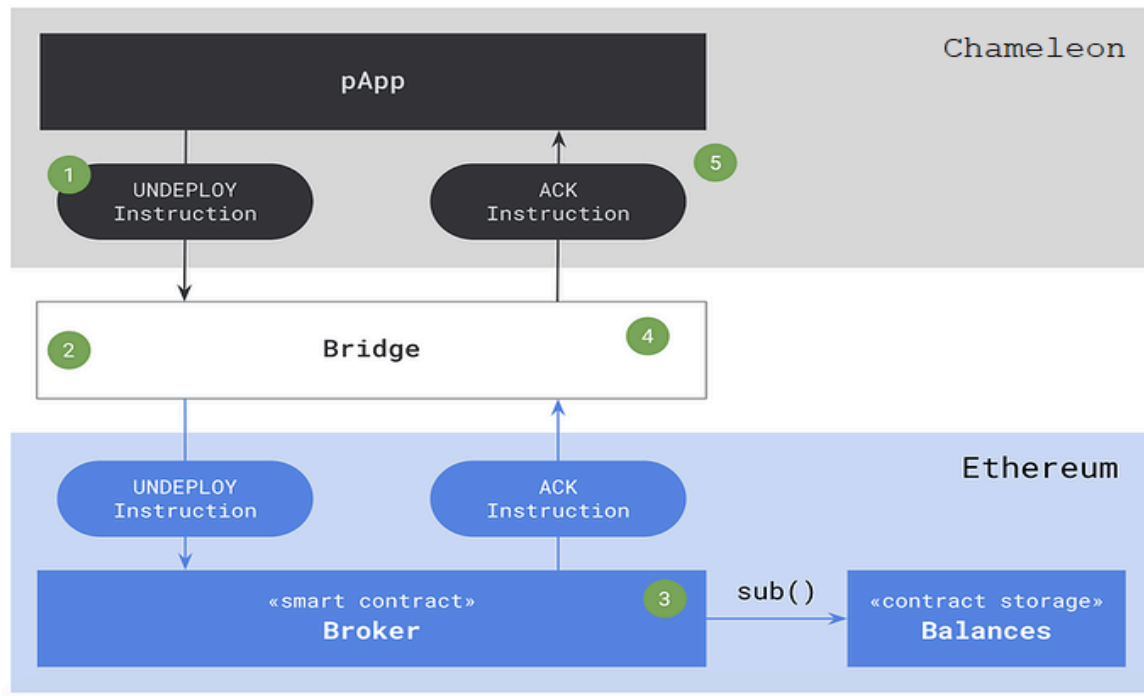 Chameleon
pApp
1
5
UNDEPLOY
Instruction
ACK
Instruction
2
Bridge
4
Ethereum
UNDEPLOY
Instruction
ACK
Instruction
«smart contract»
Broker
3
sub()
«contract storage»
Balances